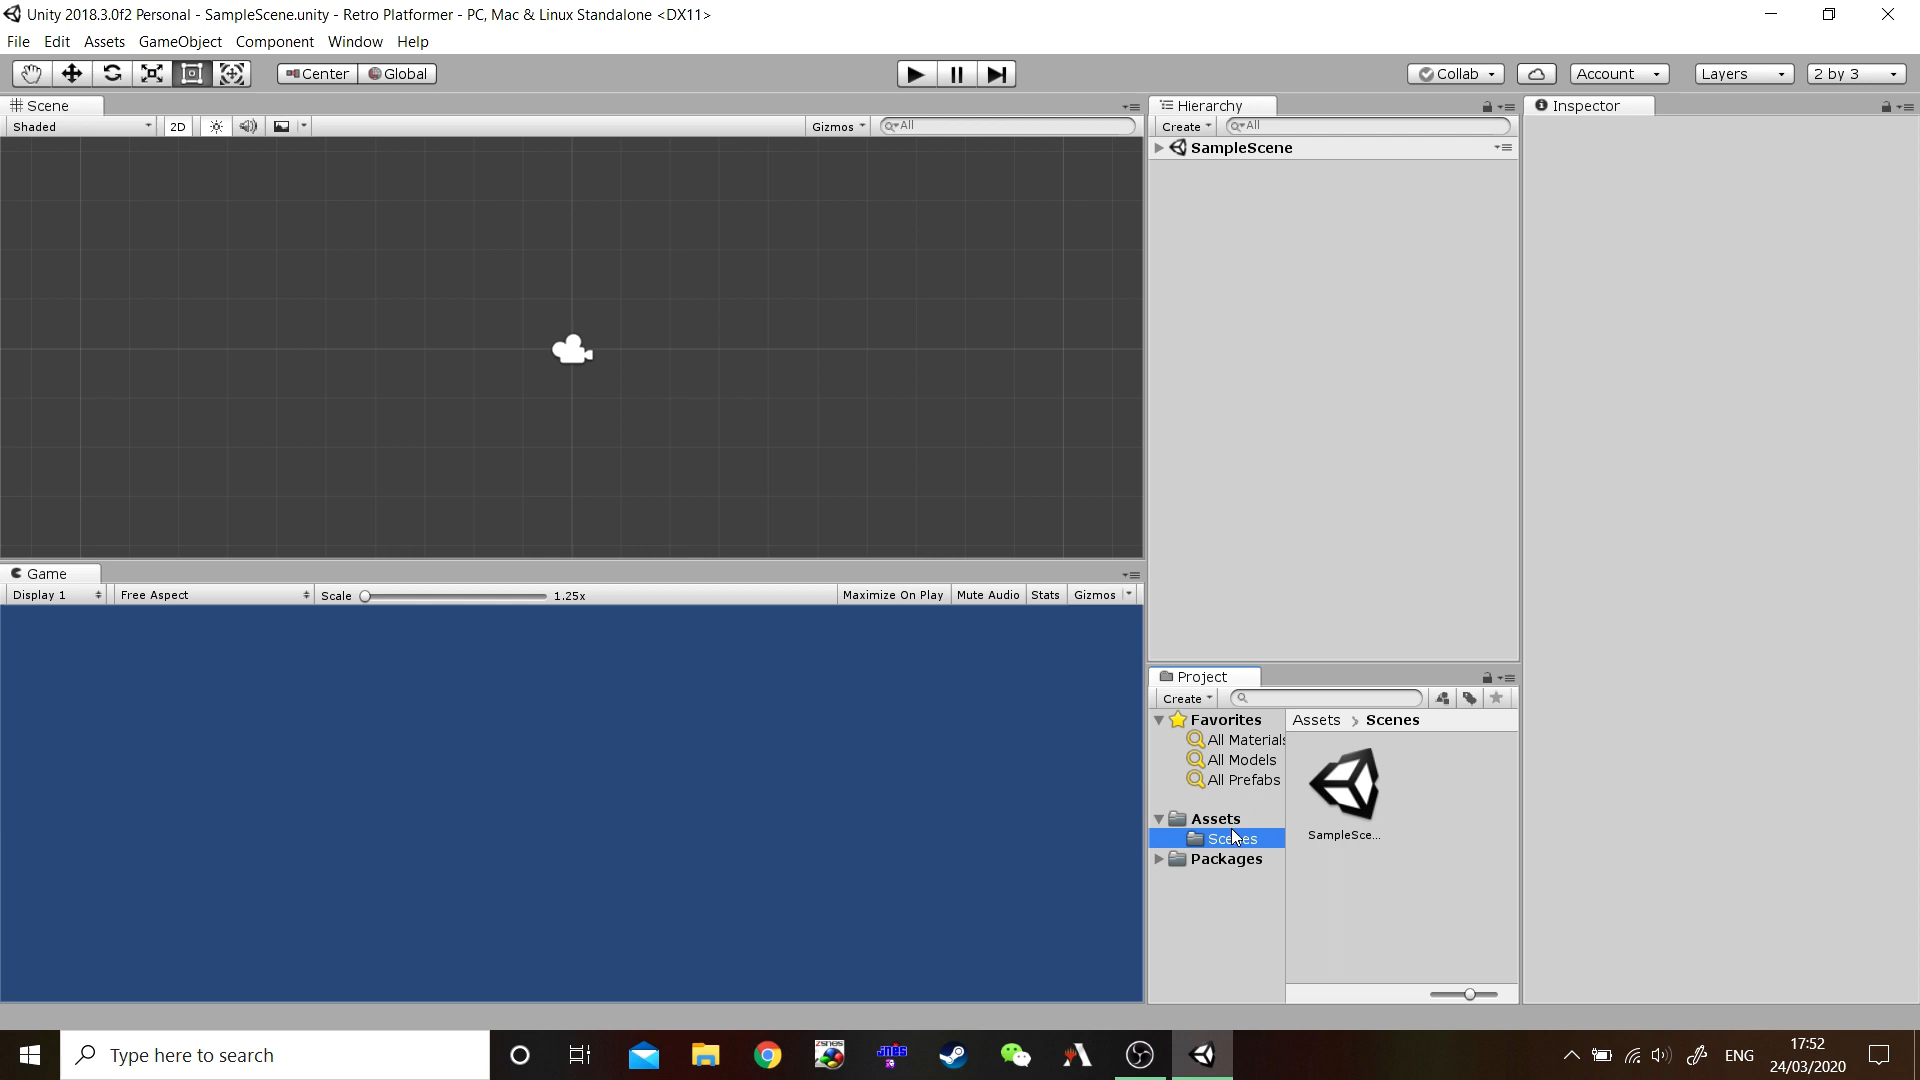 Unity 2018.3.0f2 Personal - SampleScene.unity - Retro Platformer - PC, Mac & Linux Standalone <DX11>
File Edit Assets GameObject Component Window Help
Center Global
Collab Account Layers 2 by 3
Scene
Shaded 2D Gizmos All
Hierarchy
Create All
SampleScene
Inspector
Game
Display 1 Free Aspect Scale 1.25x Maximize On Play Mute Audio Stats Gizmos
Project
Create
Favorites
All Materials
All Models
All Prefabs
Assets
Scenes
Packages
Assets > Scenes
SampleSce...
Type here to search
ZSNES
jnes
ENG
17:52
24/03/2020